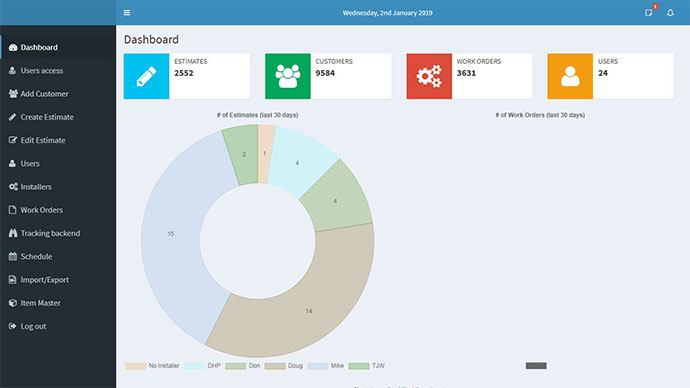 Wednesday, 2nd January 2019
Dashboard
Users access
Add Customer
Create Estimate
Edit Estimate
Users
Installers
Work Orders
Tracking backend
Schedule
Import/Export
Item Master
Log out
Dashboard
ESTIMATES
2552
CUSTOMERS
9584
WORK ORDERS
3631
USERS
24
# of Estimates (last 30 days)
# of Work Orders (last 30 days)
2
1
4
4
15
14
No Installer
DHP
Don
Doug
Mike
TJW